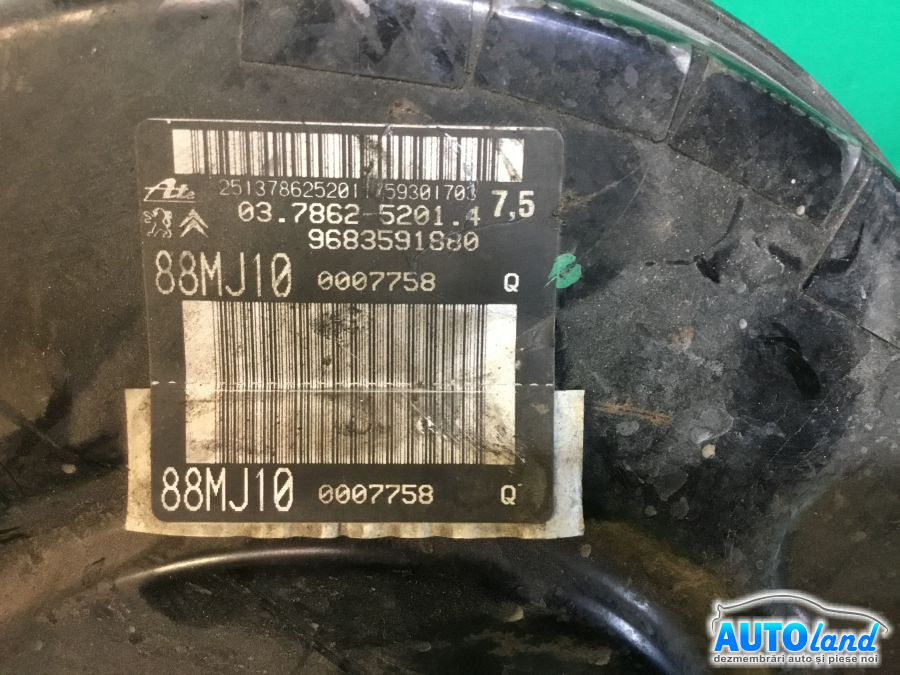 Ate 251378625201 759301703 7,5
03.7862-5201.4
9683591880
88MJ10 0007758 Q
88MJ10 0007758 Q
AUTOland
dezmembrări auto și piese noi